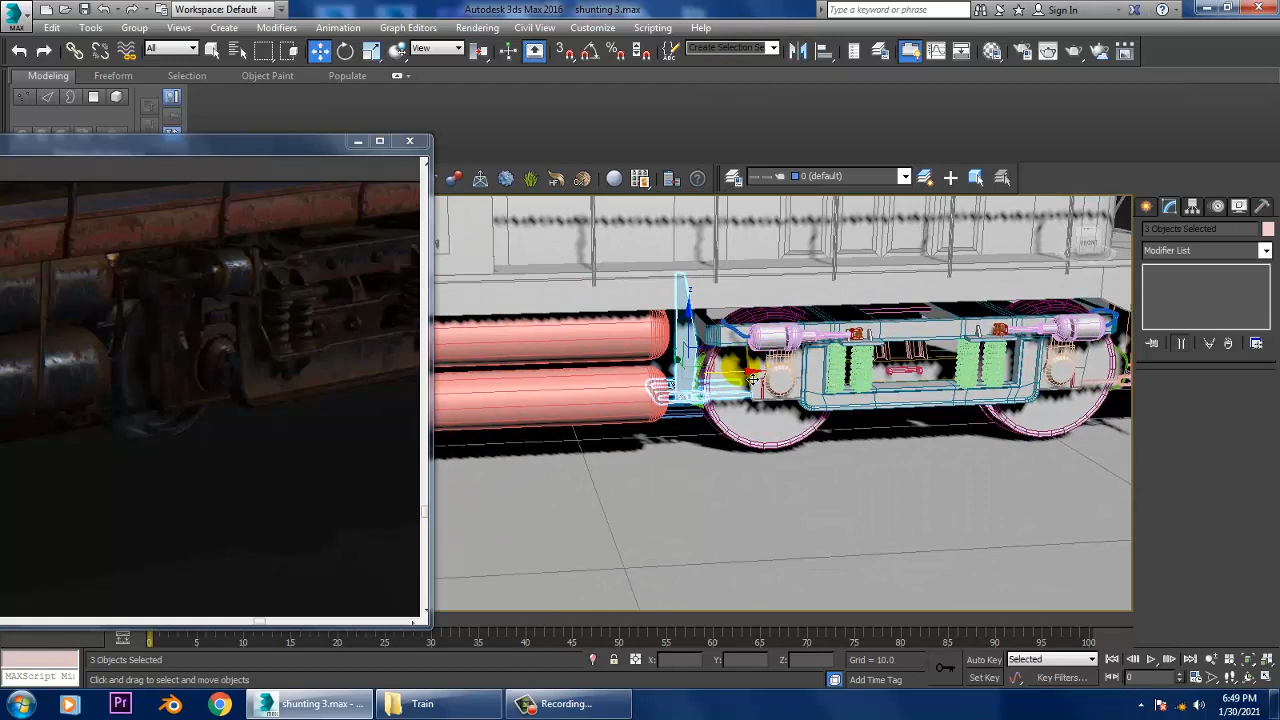 Workspace: Default
Autodesk 3ds Max 2016 shunting 3.max
Type a keyword or phrase
Sign In
MAX
Edit Tools Group Views Create Modifiers Animation Graph Editors Rendering Civil View Customize Scripting Help
All
View
3
Create Selection Se
Modeling Freeform Selection Object Paint Populate
0 (default)
3 Objects Selected
Modifier List
FRONT
z
0 5 10 15 20 25 30 35 40 45 50 55 60 65 70 75 80 85 90 95 100
3 Objects Selected
X: Y: Z:
Grid = 10.0
Auto Key
Selected
MAXScript Mi
Click and drag to select and move objects
Add Time Tag
Set Key
Key Filters...
0
shunting 3.max - ...
Train
Recording...
6:49 PM
1/30/2021